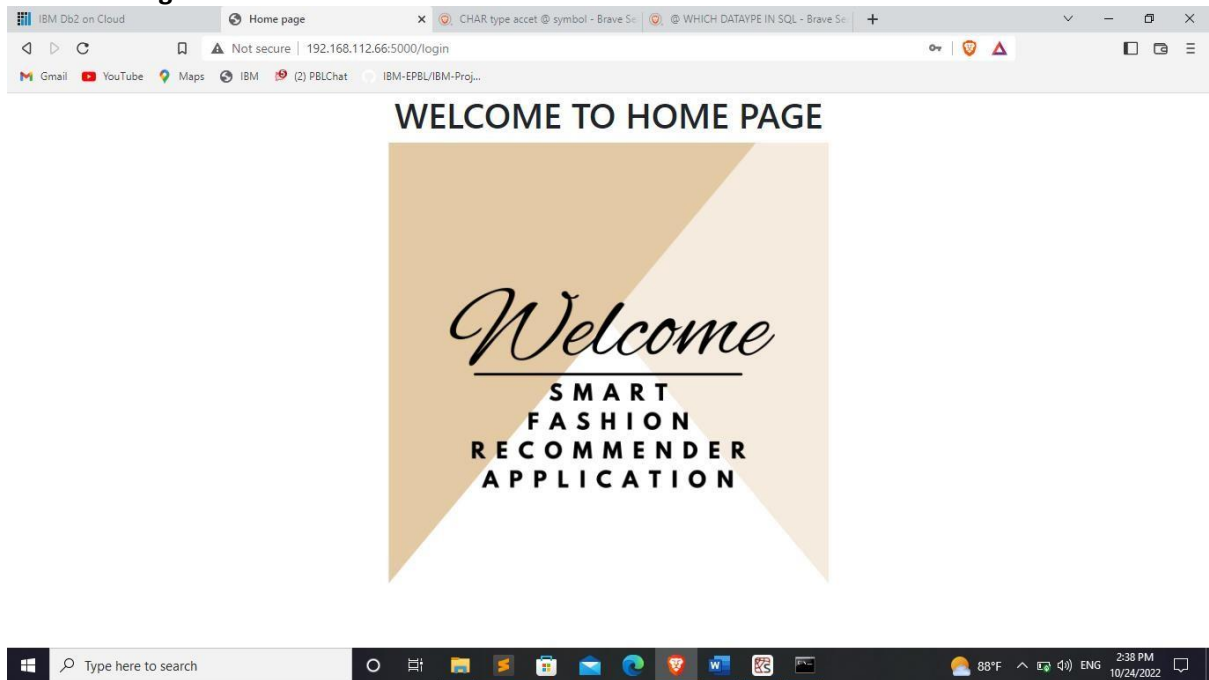 IBM Db2 on Cloud
Home page
CHAR type accet @ symbol - Brave Se
@ WHICH DATAYPE IN SQL - Brave Se
Not secure | 192.168.112.66:5000/login
Gmail YouTube Maps IBM (2) PBLChat IBM-EPBL/IBM-Proj...
WELCOME TO HOME PAGE
Welcome
SMART
FASHION
RECOMMENDER
APPLICATION
Type here to search
88°F ENG 2:38 PM
10/24/2022